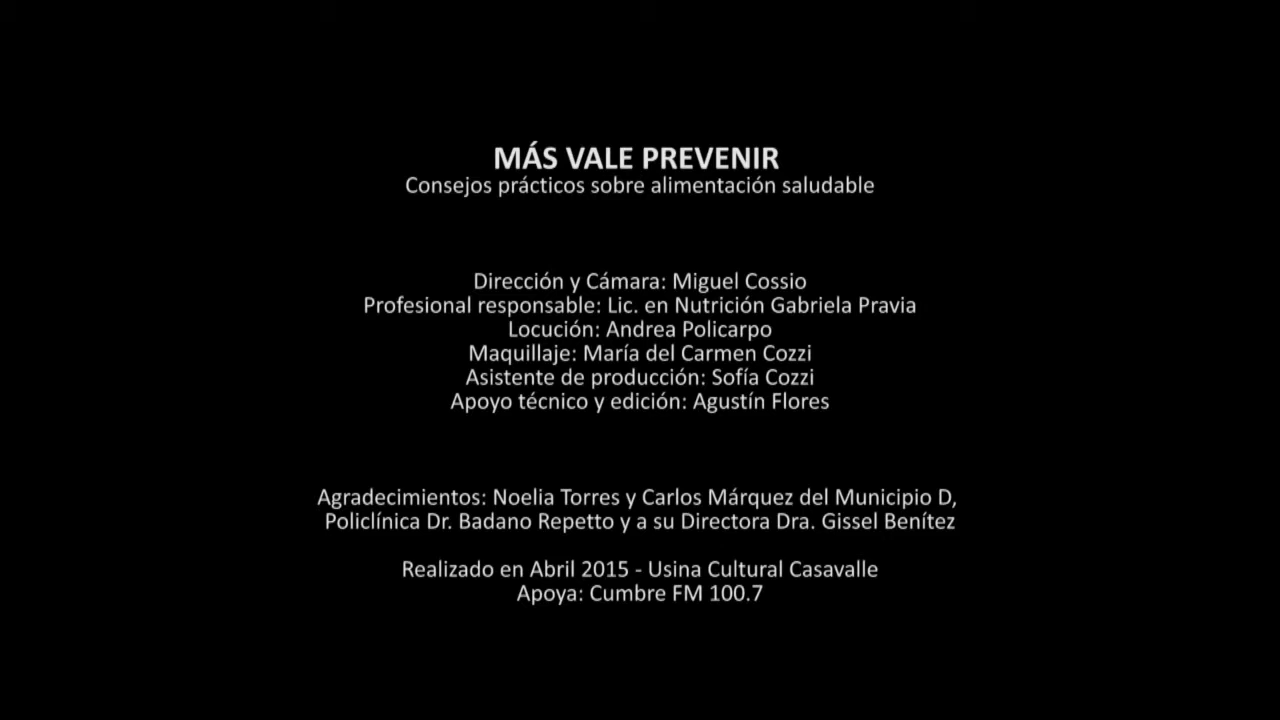 MÁS VALE PREVENIR
Consejos prácticos sobre alimentación saludable
Dirección y Cámara: Miguel Cossio
Profesional responsable: Lic. en Nutrición Gabriela Pravia
Locución: Andrea Policarpo
Maquillaje: María del Carmen Cozzi
Asistente de producción: Sofía Cozzi
Apoyo técnico y edición: Agustín Flores
Agradecimientos: Noelia Torres y Carlos Márquez del Municipio D,
Policlínica Dr. Badano Repetto y a su Directora Dra. Gissel Benítez
Realizado en Abril 2015 - Usina Cultural Casavalle
Apoya: Cumbre FM 100.7